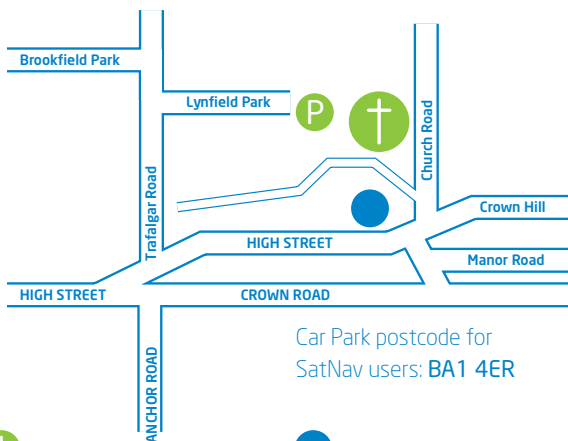 Brookfield Park
Lynfield Park
P
Church Road
Trafalgar Road
Crown Hill
HIGH STREET
Manor Road
HIGH STREET
CROWN ROAD
ANCHOR ROAD
Car Park postcode for
SatNav users: BA1 4ER